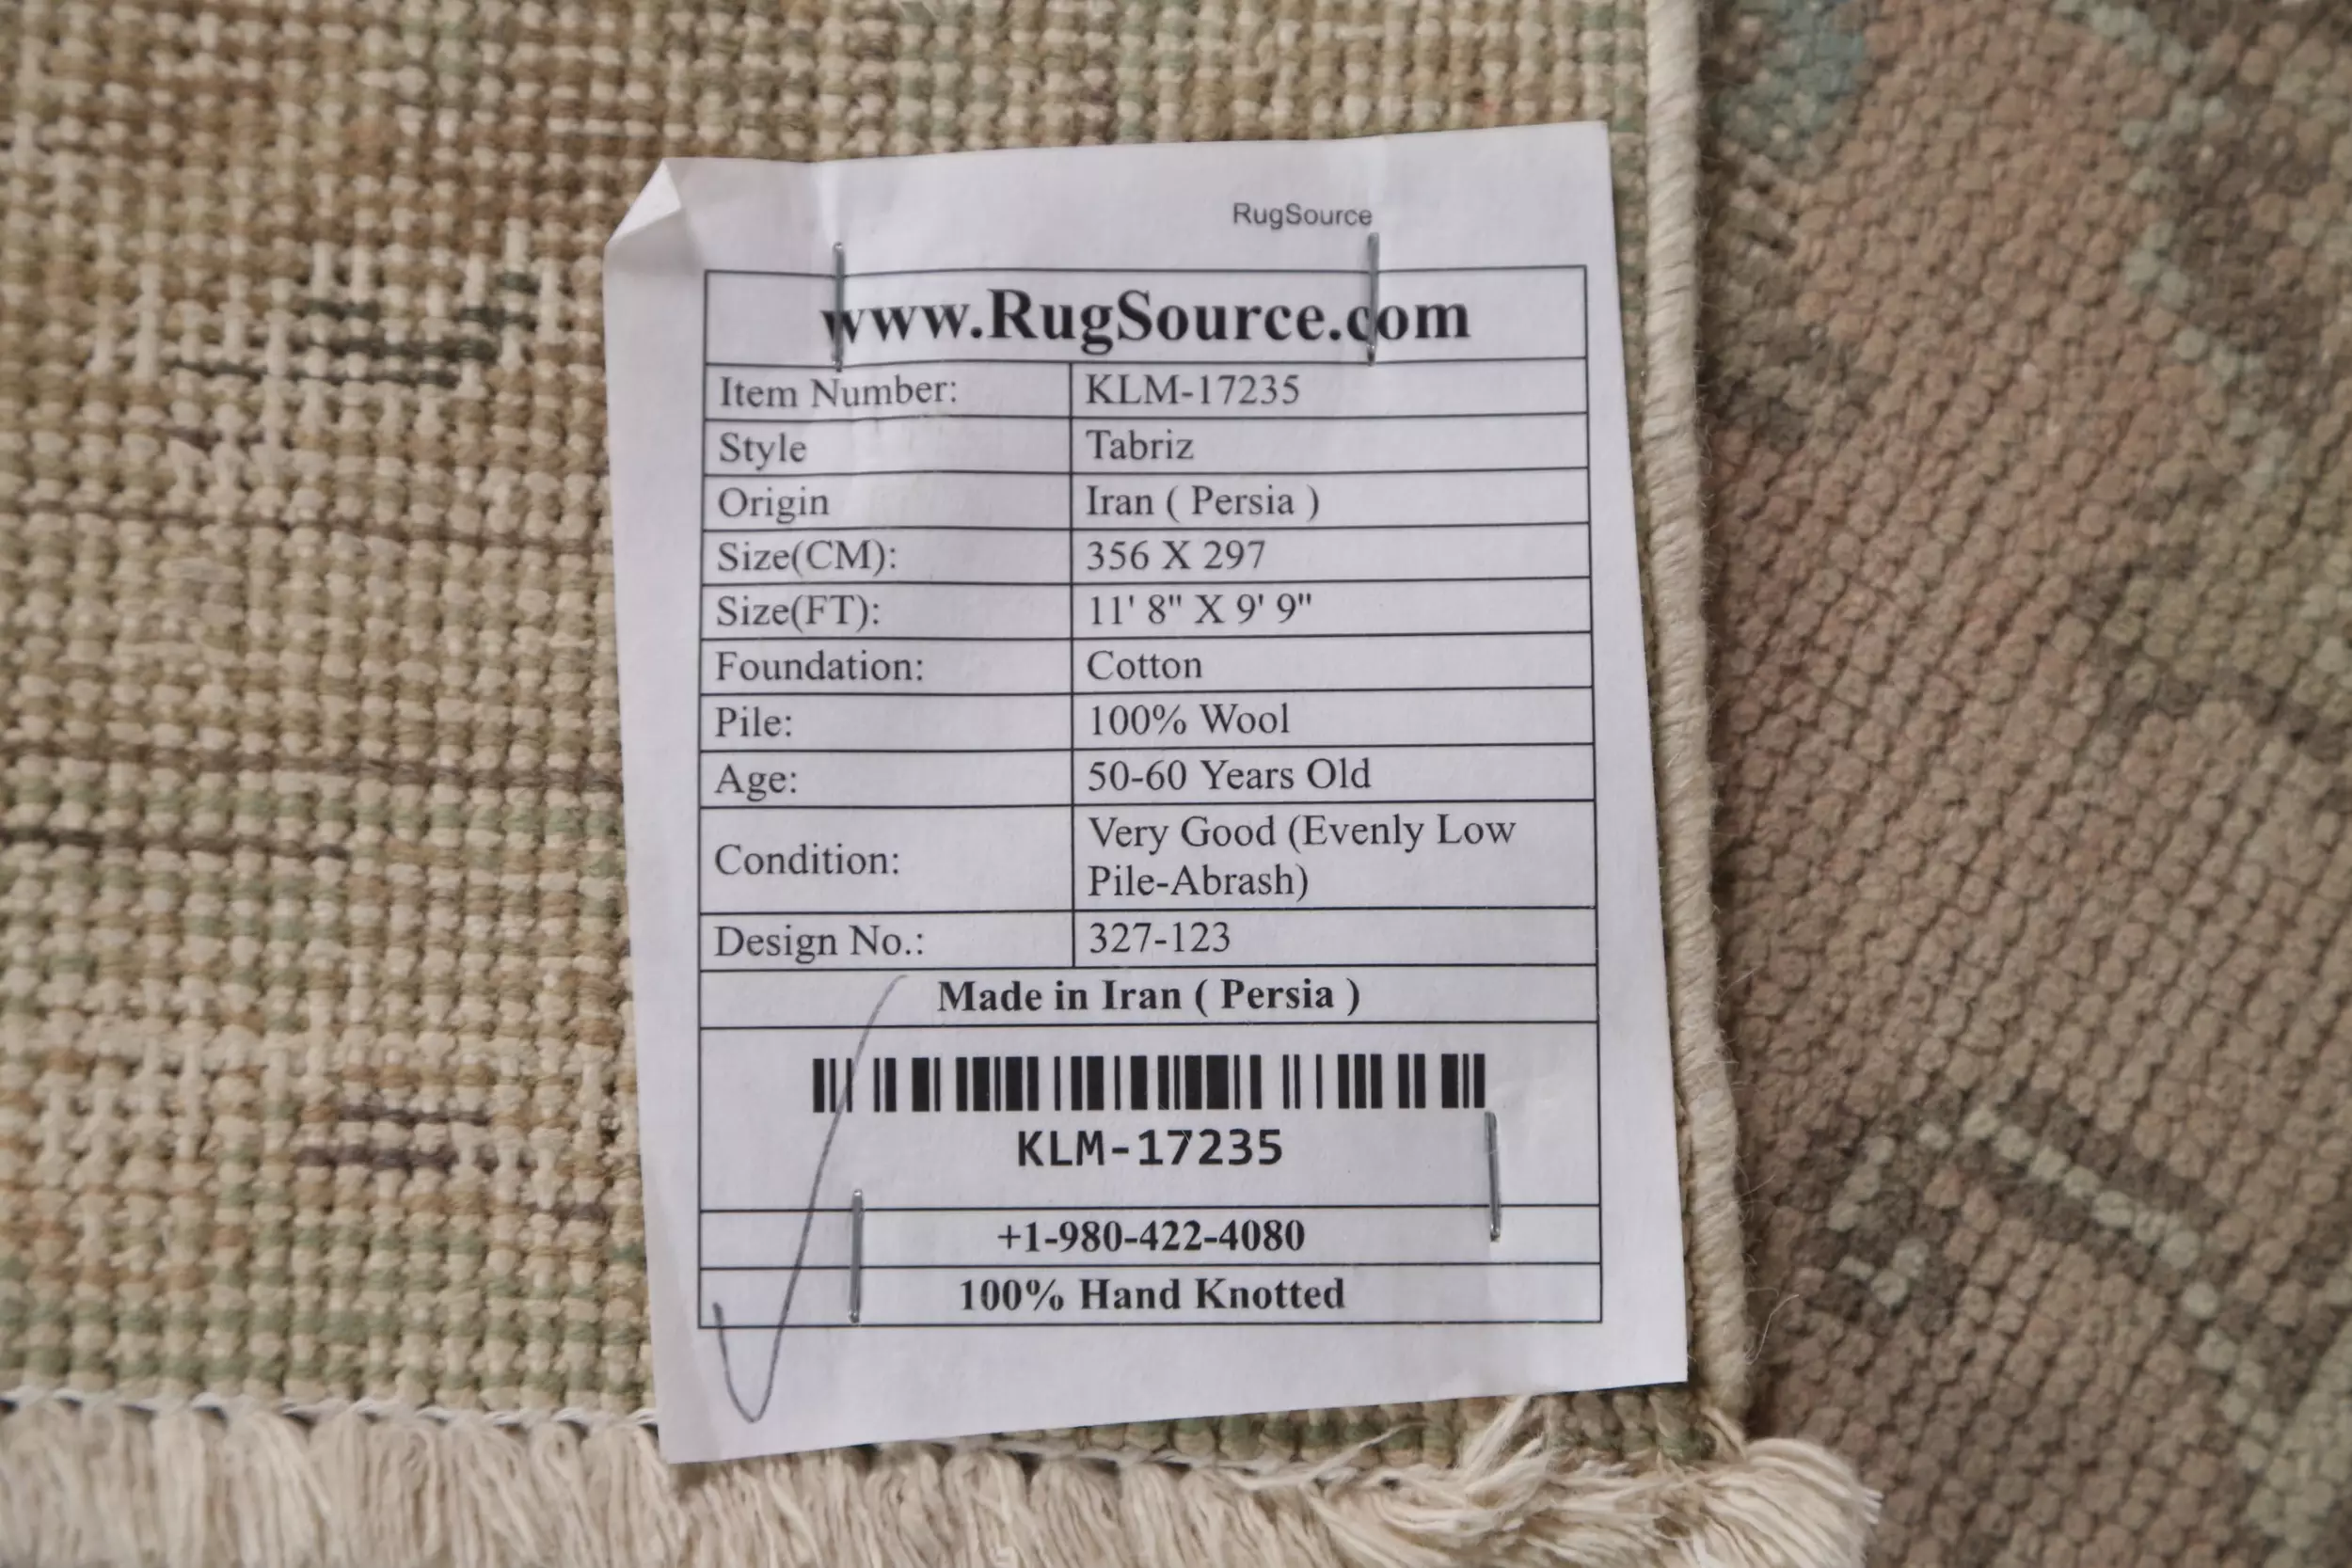 RugSource
www.RugSource.com
Item Number: KLM-17235
Style Tabriz
Origin Iran ( Persia )
Size(CM): 356 X 297
Size(FT): 11' 8" X 9' 9"
Foundation: Cotton
Pile: 100% Wool
Age: 50-60 Years Old
Condition: Very Good (Evenly Low
Pile-Abrash)
Design No.: 327-123
Made in Iran ( Persia )
KLM-17235
+1-980-422-4080
100% Hand Knotted